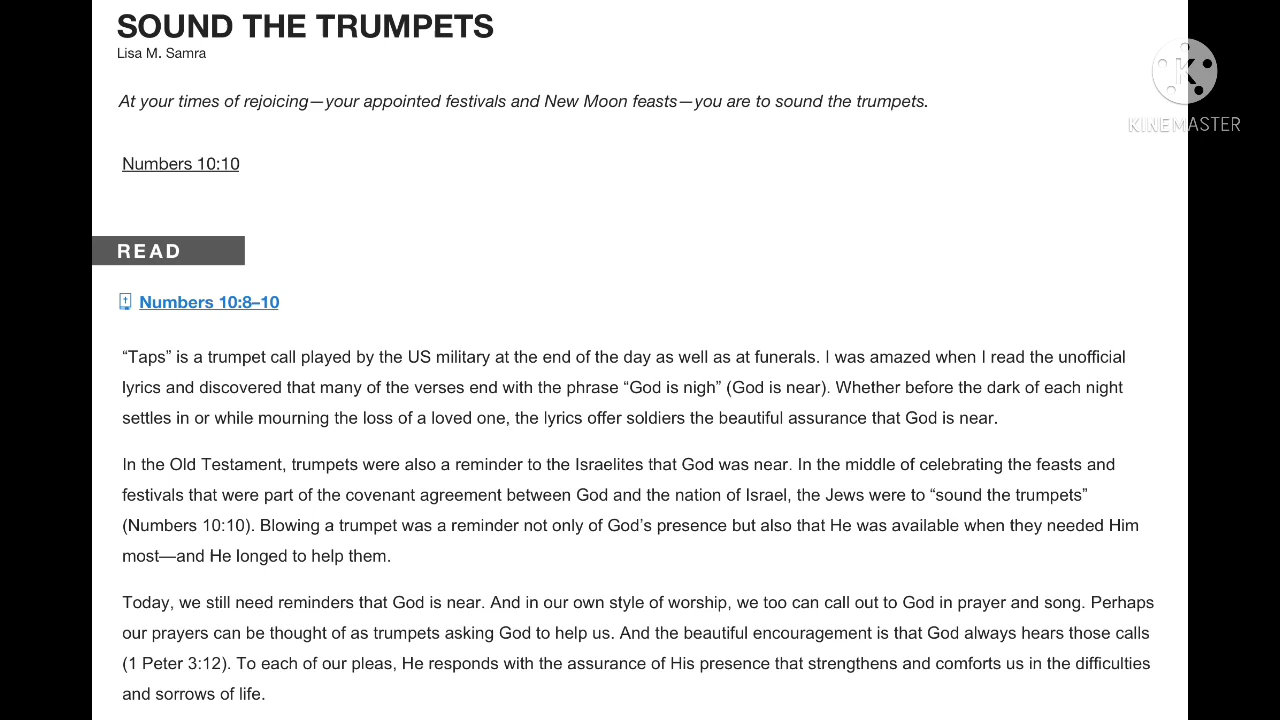 SOUND THE TRUMPETS
Lisa M. Samra
At your times of rejoicing—your appointed festivals and New Moon feasts—you are to sound the trumpets.
K
KINEMASTER
Numbers 10:10
READ
Numbers 10:8–10
“Taps” is a trumpet call played by the US military at the end of the day as well as at funerals. I was amazed when I read the unofficial
lyrics and discovered that many of the verses end with the phrase “God is nigh” (God is near). Whether before the dark of each night
settles in or while mourning the loss of a loved one, the lyrics offer soldiers the beautiful assurance that God is near.
In the Old Testament, trumpets were also a reminder to the Israelites that God was near. In the middle of celebrating the feasts and
festivals that were part of the covenant agreement between God and the nation of Israel, the Jews were to “sound the trumpets”
(Numbers 10:10). Blowing a trumpet was a reminder not only of God’s presence but also that He was available when they needed Him
most—and He longed to help them.
Today, we still need reminders that God is near. And in our own style of worship, we too can call out to God in prayer and song. Perhaps
our prayers can be thought of as trumpets asking God to help us. And the beautiful encouragement is that God always hears those calls
(1 Peter 3:12). To each of our pleas, He responds with the assurance of His presence that strengthens and comforts us in the difficulties
and sorrows of life.